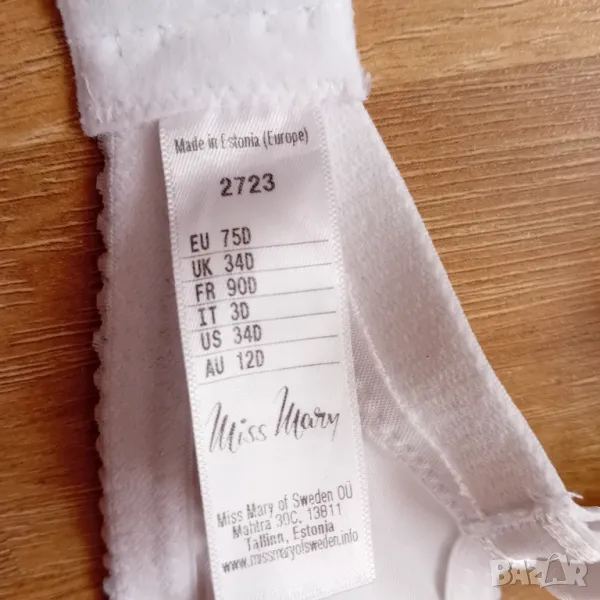 Made in Estonia (Europe)
2723
EU 75D
UK 34D
FR 90D
IT 3D
US 34D
AU 12D
Miss Mary
Miss Mary of Sweden OÜ
Mahtra 30C, 13811
Tallinn, Estonia
www.missmaryofsweden.info
BAZAR